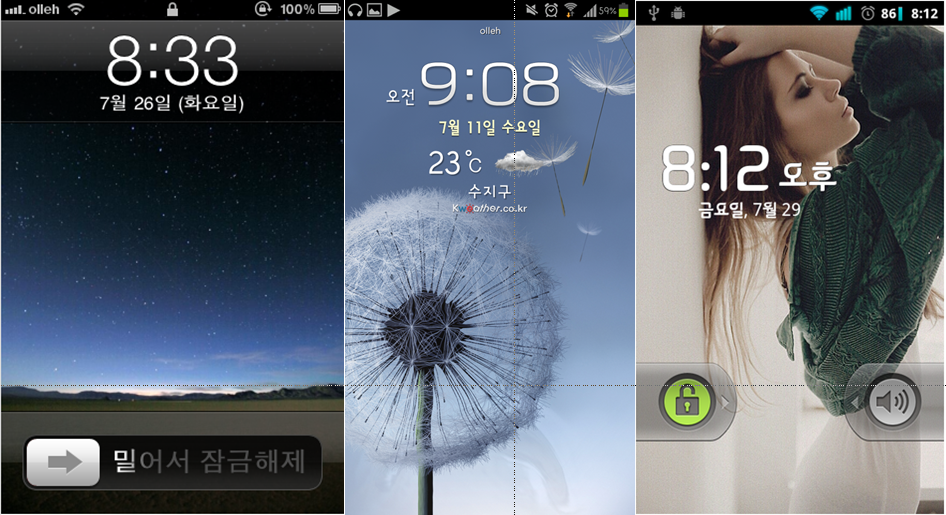 olleh 100%
8:33
7월 26일 (화요일)
밀어서 잠금해제
59%
olleh
오전 9:08
7월 11일 수요일
23°C
수지구
Kweather.co.kr
86 8:12
8:12 오후
금요일, 7월 29